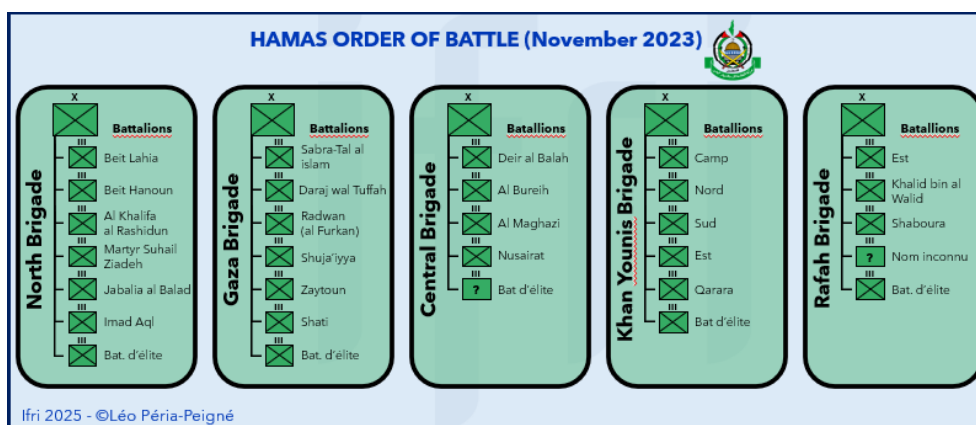 HAMAS ORDER OF BATTLE (November 2023)
North Brigade
X
Battalions
III
Beit Lahia
III
Beit Hanoun
III
Al Khalifa
al Rashidun
III
Martyr Suhail
Ziadeh
III
Jabalia al Balad
III
Imad Aql
III
Bat. d'élite
Gaza Brigade
X
Battalions
III
Sabra-Tal al
islam
III
Daraj wal Tuffah
III
Radwan
(al Furkan)
III
Shuja'iyya
III
Zaytoun
III
Shati
III
Bat. d'élite
Central Brigade
X
Batallions
III
Deir al Balah
III
Al Bureih
III
Al Maghazi
III
Nusairat
III
?
Bat d'élite
Khan Younis Brigade
X
Batallions
III
Camp
III
Nord
III
Sud
III
Est
III
Qarara
III
Bat d'élite
Rafah Brigade
X
Batallions
III
Est
III
Khalid bin al
Walid
III
Shaboura
III
?
Nom inconnu
III
Bat. d'élite
Ifri 2025 - ©Léo Péria-Peigné